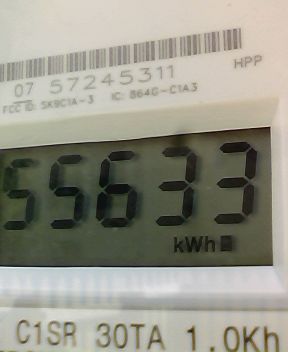 07 57245311 HPP
FCC ID: SK9C1A-3 IC: 864G-C1A3
55633
kWh
C1SR 30TA 1.0Kh